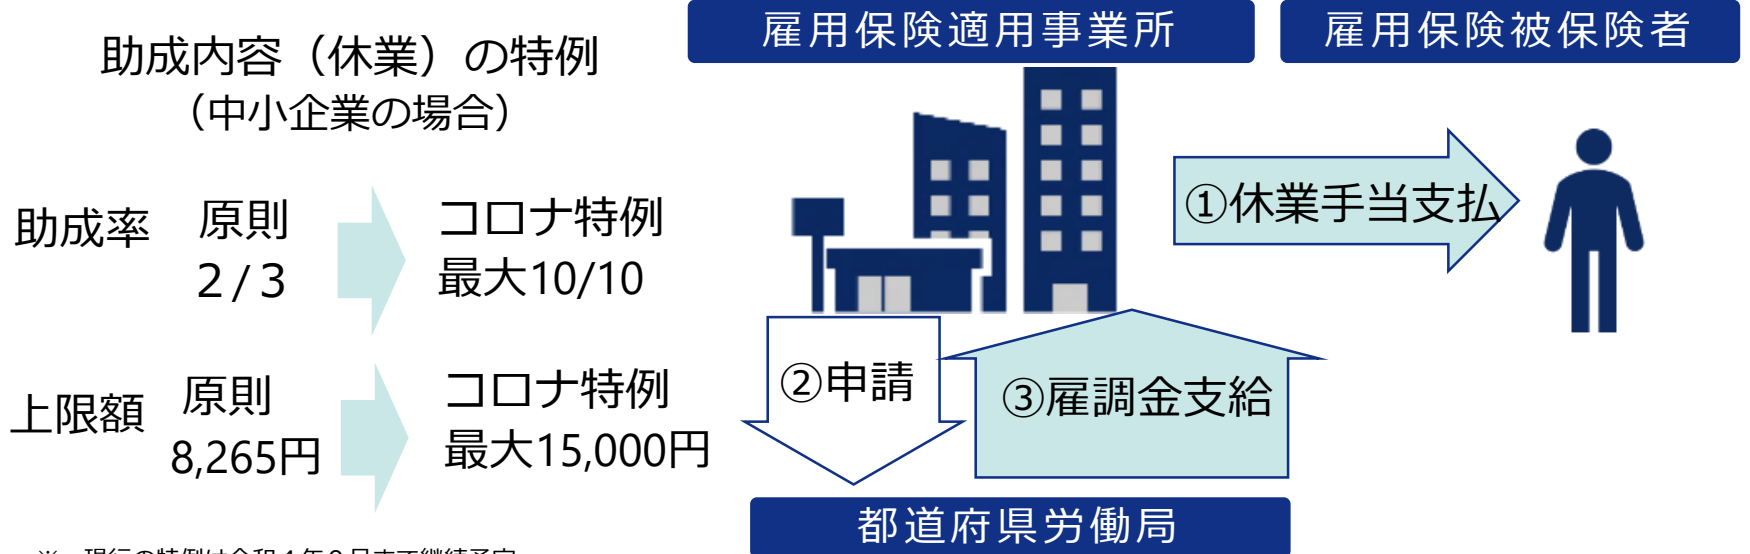 助成内容（休業）の特例
（中小企業の場合）
助成率
原則
２/３
コロナ特例
最大10/10
上限額
原則
8,265円
コロナ特例
最大15,000円
雇用保険適用事業所
雇用保険被保険者
①休業手当支払
②申請
③雇調金支給
都道府県労働局